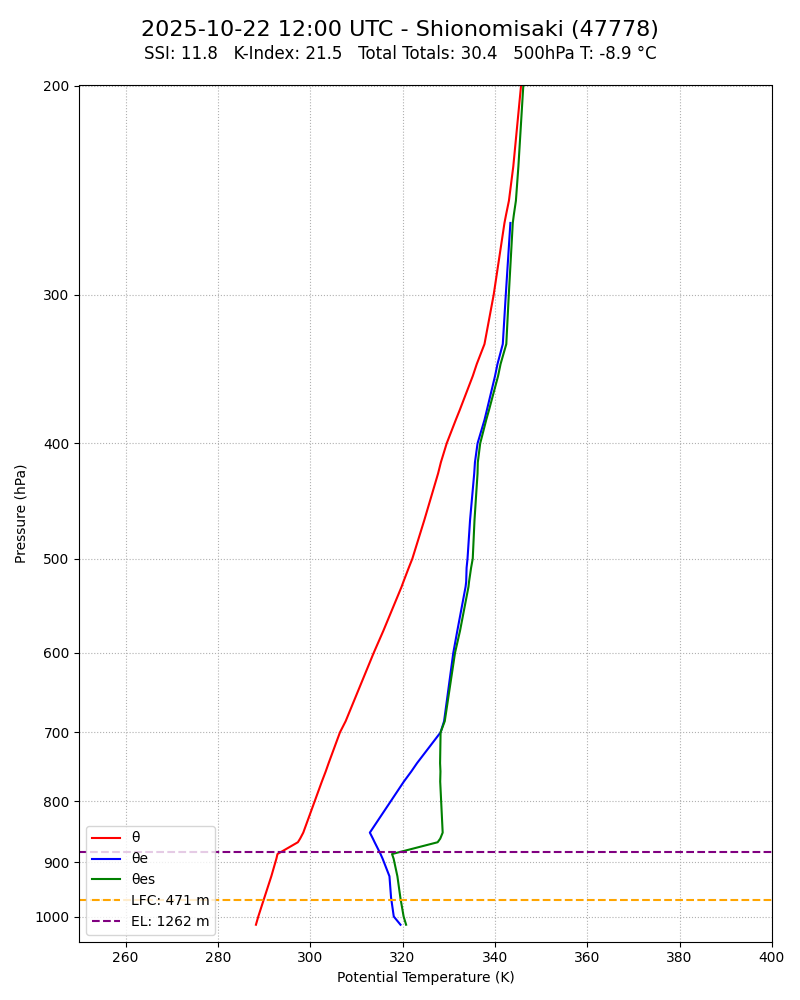 2025-10-22 12:00 UTC - Shionomisaki (47778)
SSI: 11.8 K-Index: 21.5 Total Totals: 30.4 500hPa T: -8.9 °C
200
300
400
500
600
700
800
900
1000
Pressure (hPa)
θ
θe
θes
LFC: 471 m
EL: 1262 m
260 280 300 320 340 360 380 400
Potential Temperature (K)